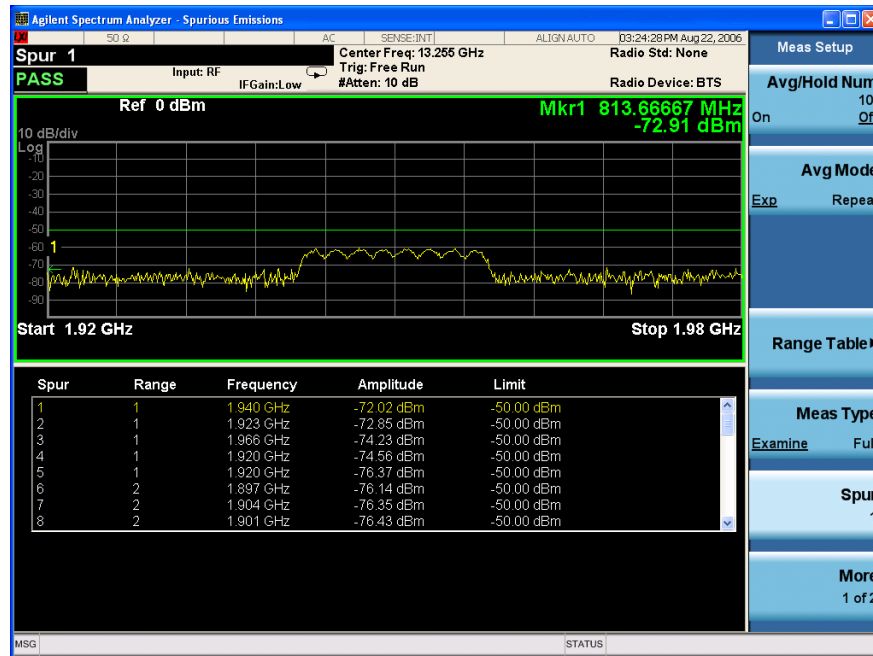 Agilent Spectrum Analyzer - Spurious Emissions
50 Ω AC SENSE:INT ALIGN AUTO 03:24:28 PM Aug 22, 2006
Spur 1
PASS
Input: RF
IFGain:Low
Center Freq: 13.255 GHz
Trig: Free Run
#Atten: 10 dB
Radio Std: None
Radio Device: BTS
Ref 0 dBm
Mkr1 813.66667 MHz
-72.91 dBm
10 dB/div
Log
-10
-20
-30
-40
-50
-60
-70
-80
-90
1
Start 1.92 GHz
Stop 1.98 GHz
Spur Range Frequency Amplitude Limit
1 1 1.940 GHz -72.02 dBm -50.00 dBm
2 1 1.923 GHz -72.85 dBm -50.00 dBm
3 1 1.966 GHz -74.23 dBm -50.00 dBm
4 1 1.920 GHz -74.56 dBm -50.00 dBm
5 1 1.920 GHz -76.37 dBm -50.00 dBm
6 2 1.897 GHz -76.14 dBm -50.00 dBm
7 2 1.904 GHz -76.35 dBm -50.00 dBm
8 2 1.901 GHz -76.43 dBm -50.00 dBm
MSG
STATUS
Meas Setup
Avg/Hold Num
10
On Of
Avg Mode
Exp Repea
Range Table
Meas Type
Examine Ful
Spur
More
1 of 2